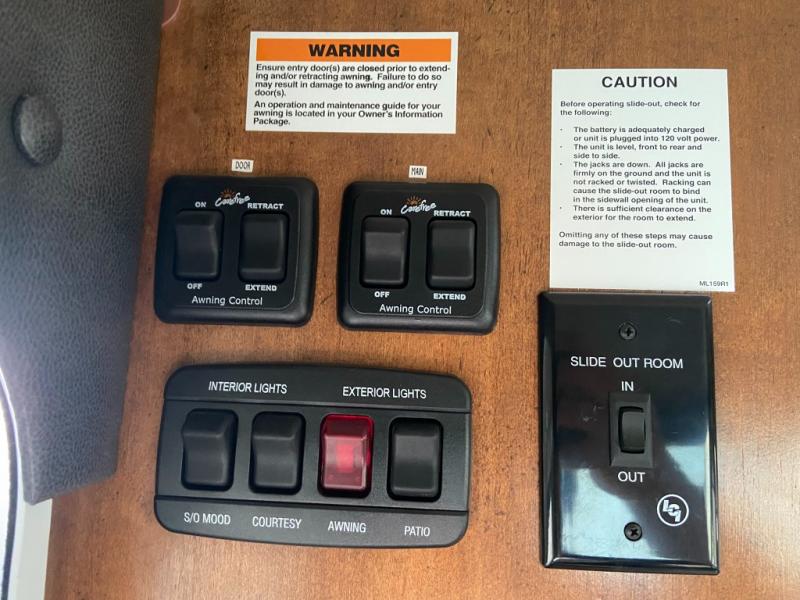 WARNING
Ensure entry door(s) are closed prior to extend-
ing and/or retracting awning. Failure to do so
may result in damage to awning and/or entry
door(s).
An operation and maintenance guide for your
awning is located in your Owner's Information
Package.
CAUTION
Before operating slide-out, check for
the following:
· The battery is adequately charged
or unit is plugged into 120 volt power.
· The unit is level, front to rear and
side to side.
· The jacks are down. All jacks are
firmly on the ground and the unit is
not racked or twisted. Racking can
cause the slide-out room to bind
in the sidewall opening of the unit.
· There is sufficient clearance on the
exterior for the room to extend.
Omitting any of these steps may cause
damage to the slide-out room.
ML159R1
DOOR
Carefree
ON RETRACT
OFF EXTEND
Awning Control
MAIN
Carefree
ON RETRACT
OFF EXTEND
Awning Control
INTERIOR LIGHTS EXTERIOR LIGHTS
S/O MOOD COURTESY AWNING PATIO
SLIDE OUT ROOM
IN
OUT
LCI